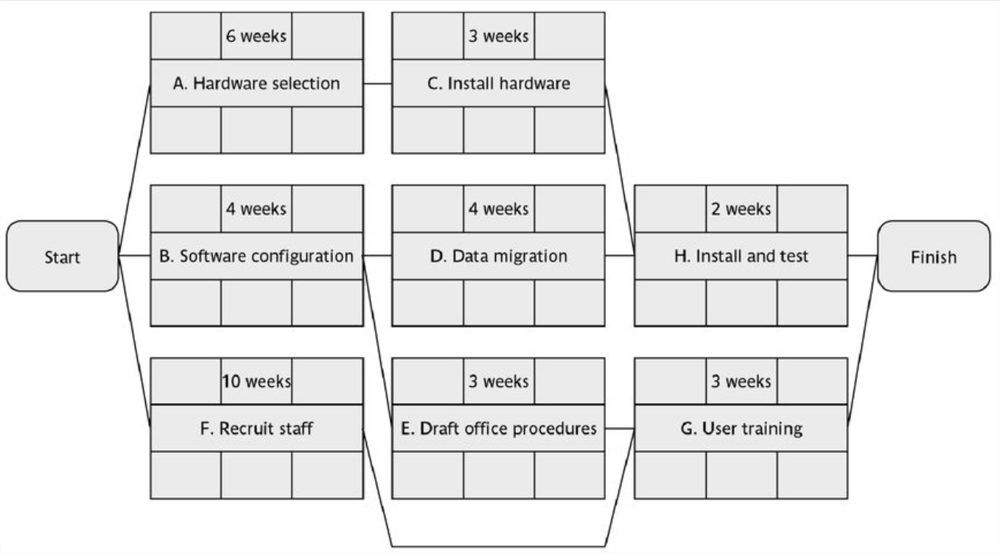 6 weeks
3 weeks
A. Hardware selection
C. Install hardware
4 weeks
4 weeks
2 weeks
Start
B. Software configuration
D. Data migration
H. Install and test
Finish
10 weeks
3 weeks
3 weeks
F. Recruit staff
E. Draft office procedures
G. User training